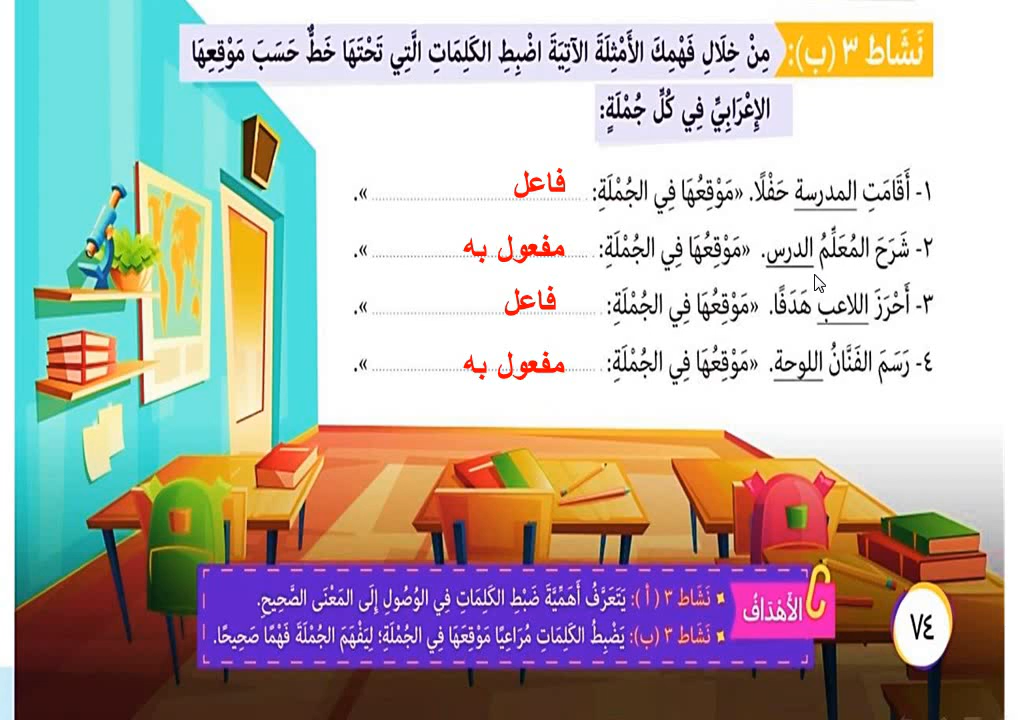 نَشَاط ٣ (ب): مِنْ خِلَالِ فَهْمِكَ الأَمْثِلَةَ الآتِيَةَ اضْبِطِ الكَلِمَاتِ الَّتِي تَحْتَهَا خَطٌّ حَسَبَ مَوْقِعِهَا
الإِعْرَابِيِّ فِي كُلِّ جُمْلَةٍ:
١- أَقَامَتِ المدرسة حَفْلًا. «مَوْقِعُهَا فِي الجُمْلَةِ: فاعل ».
٢- شَرَحَ المُعَلِّمُ الدرس. «مَوْقِعُهَا فِي الجُمْلَةِ: مفعول به ».
٣- أَحْرَزَ اللاعب هَدَفًا. «مَوْقِعُهَا فِي الجُمْلَةِ: فاعل ».
٤- رَسَمَ الفَنَّانُ اللوحة. «مَوْقِعُهَا فِي الجُمْلَةِ: مفعول به ».
الأَهْدَافُ
نَشَاط ٣ (أ): يَتَعَرَّفُ أَهَمِّيَّةَ ضَبْطِ الكَلِمَاتِ فِي الوُصُولِ إِلَى المَعْنَى الصَّحِيحِ.
نَشَاط ٣ (ب): يَضْبِطُ الكَلِمَاتِ مُرَاعِيًا مَوْقِعَهَا فِي الجُمْلَةِ؛ لِيَفْهَمَ الجُمْلَةَ فَهْمًا صَحِيحًا.
٧٤